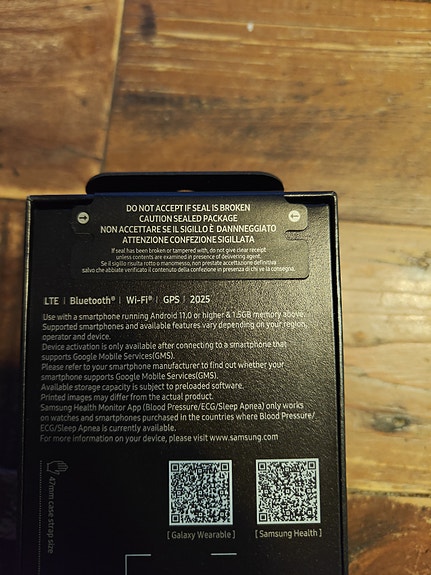 DO NOT ACCEPT IF SEAL IS BROKEN
CAUTION SEALED PACKAGE
NON ACCETTARE SE IL SIGILLO È DANNNEGGIATO
ATTENZIONE CONFEZIONE SIGILLATA
If seal has been broken or tampered with, do not give clear receipt
unless contents are examined in presence of delivering agent.
Se il sigillo risulta rotto o manomesso, non prestate accettazione definitiva
salvo che abbiate verificato il contenuto della confezione in presenza di chi ve la consegna.
LTE | Bluetooth® | Wi-Fi® | GPS | 2025
Use with a smartphone running Android 11.0 or higher & 1.5GB memory above.
Supported smartphones and available features vary depending on your region,
operator and device.
Device activation is only available after connecting to a smartphone that
supports Google Mobile Services(GMS).
Please refer to your smartphone manufacturer to find out whether your
smartphone supports Google Mobile Services(GMS).
Available storage capacity is subject to preloaded software.
Printed images may differ from the actual product.
Samsung Health Monitor App (Blood Pressure/ECG/Sleep Apnea) only works
on watches and smartphones purchased in the countries where Blood Pressure/
ECG/Sleep Apnea is currently available.
For more information on your device, please visit www.samsung.com
47mm case strap size
[ Galaxy Wearable ]
[ Samsung Health ]